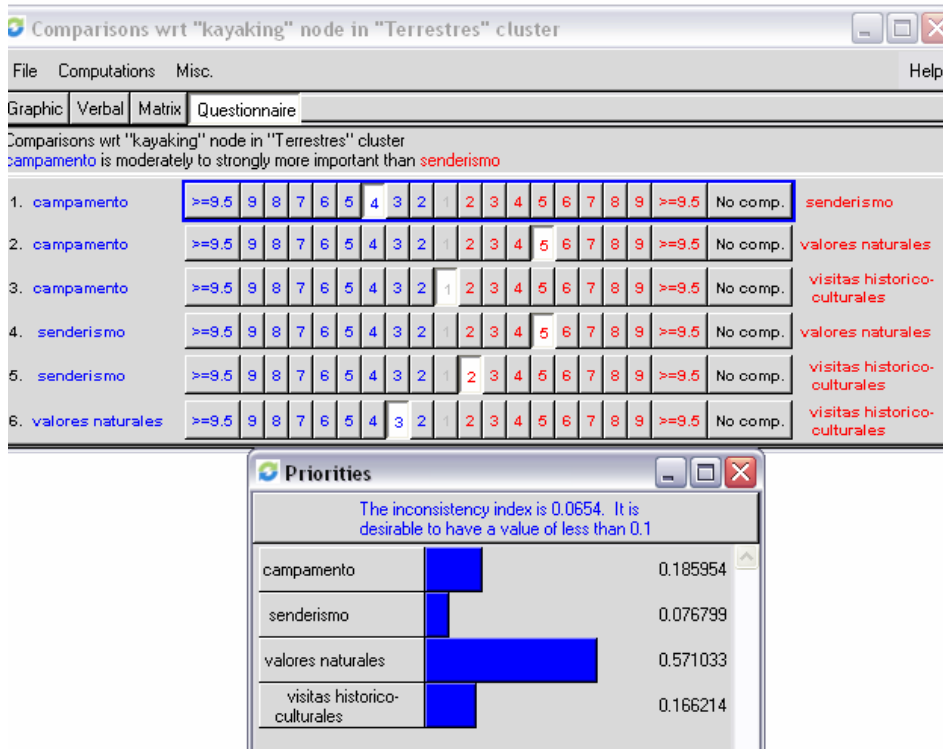 Comparisons wrt "kayaking" node in "Terrestres" cluster
File Computations Misc. Help
Graphic Verbal Matrix Questionnaire
Comparisons wrt "kayaking" node in "Terrestres" cluster
campamento is moderately to strongly more important than senderismo
1. campamento >=9.5 9 8 7 6 5 4 3 2 1 2 3 4 5 6 7 8 9 >=9.5 No comp. senderismo
2. campamento >=9.5 9 8 7 6 5 4 3 2 1 2 3 4 5 6 7 8 9 >=9.5 No comp. valores naturales
3. campamento >=9.5 9 8 7 6 5 4 3 2 1 2 3 4 5 6 7 8 9 >=9.5 No comp. visitas historico-
culturales
4. senderismo >=9.5 9 8 7 6 5 4 3 2 1 2 3 4 5 6 7 8 9 >=9.5 No comp. valores naturales
5. senderismo >=9.5 9 8 7 6 5 4 3 2 1 2 3 4 5 6 7 8 9 >=9.5 No comp. visitas historico-
culturales
6. valores naturales >=9.5 9 8 7 6 5 4 3 2 1 2 3 4 5 6 7 8 9 >=9.5 No comp. visitas historico-
culturales
Priorities
The inconsistency index is 0.0654. It is
desirable to have a value of less than 0.1
campamento 0.185954
senderismo 0.076799
valores naturales 0.571033
visitas historico-
culturales 0.166214